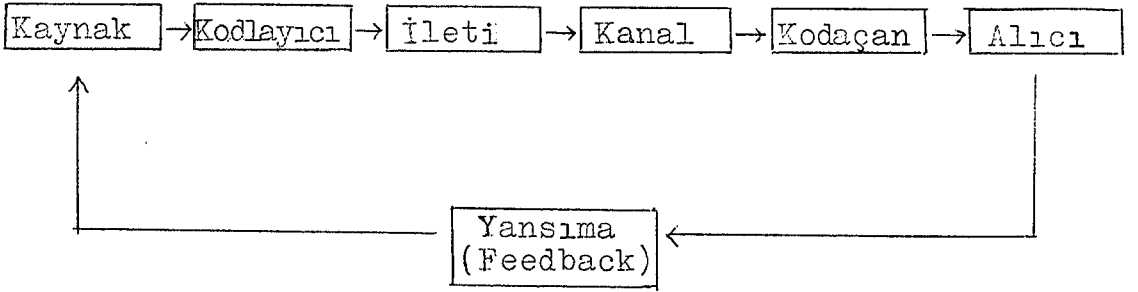 Kaynak → Kodlayıcı → İleti → Kanal → Kodaçan → Alıcı
Yansıma
(Feedback)